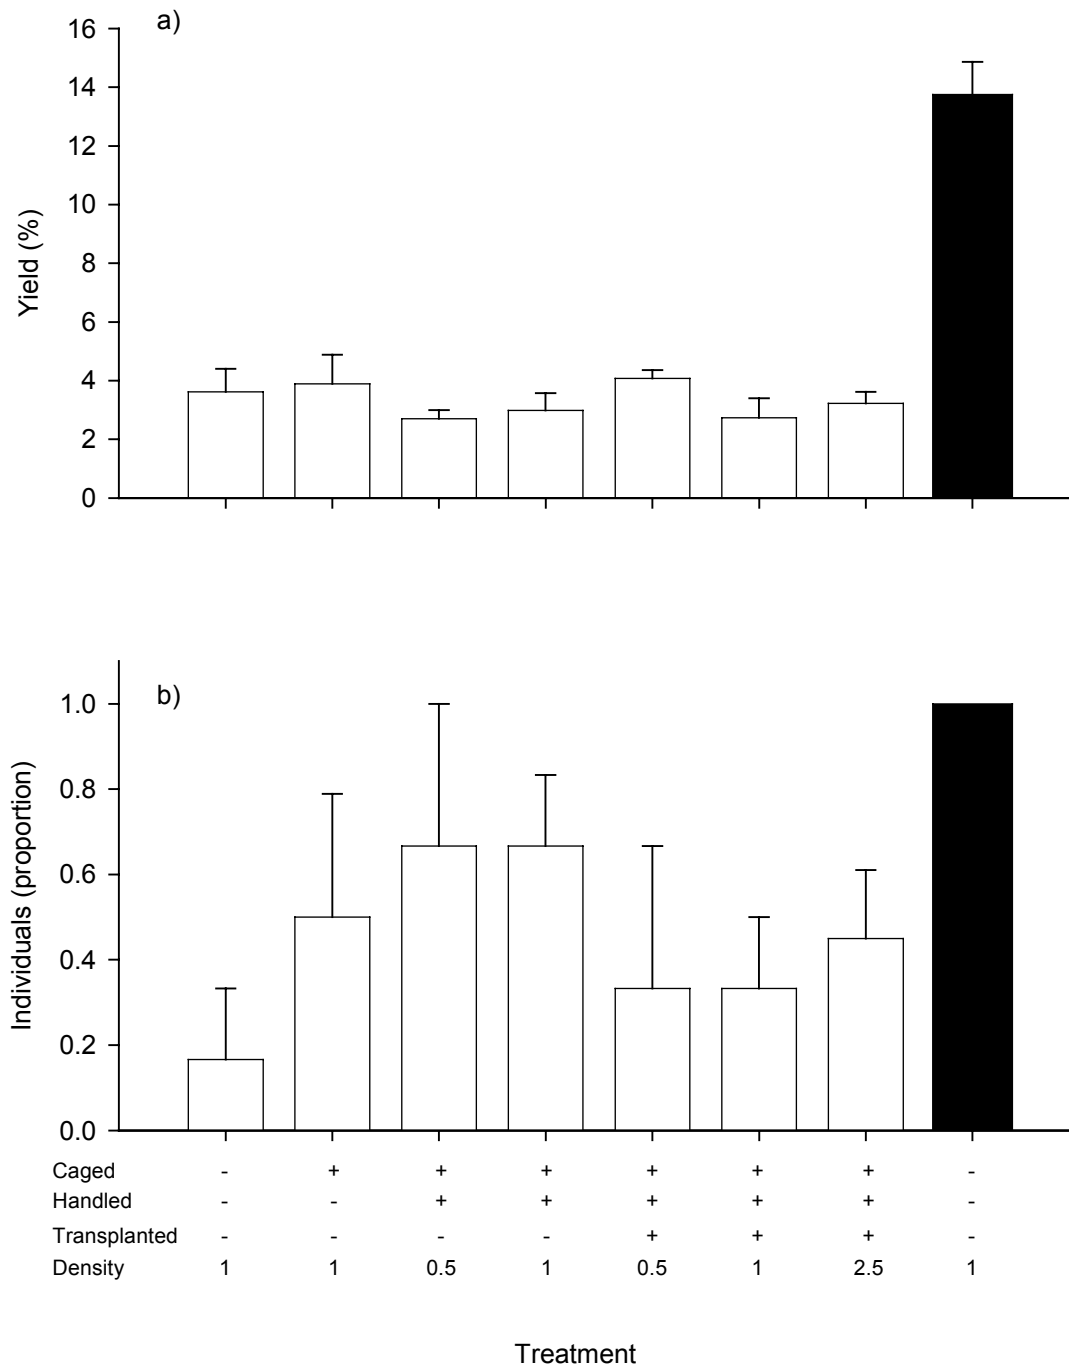 a)
16
14
12
10
8
6
4
2
0
Yield (%)
b)
1.0
0.8
0.6
0.4
0.2
0.0
Individuals (proportion)
Caged - + + + + + + -
Handled - - + + + + + -
Transplanted - - - - + + + -
Density 1 1 0.5 1 0.5 1 2.5 1
Treatment